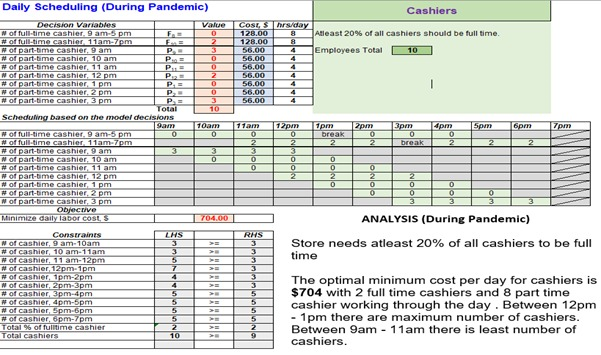 Daily Scheduling (During Pandemic)
Cashiers
Decision Variables Value Cost, $ hrs/day
# of full-time cashier, 9 am-5 pm F₉ = 0 128.00 8 Atleast 20% of all cashiers should be full time.
# of full-time cashier, 11am-7pm 2 128.00 8
# of part-time cashier, 9 am P₉ = 3 56.00 4 Employees Total 10
# of part-time cashier, 10 am P₁₀ = 0 56.00 4
# of part-time cashier, 11 am P₁₁ = 0 56.00 4
# of part-time cashier, 12 pm P₁₂ = 2 56.00 4
# of part-time cashier, 1 pm P₁ = 0 56.00 4
# of part-time cashier, 2 pm P₂ = 0 56.00 4
# of part-time cashier, 3 pm P₃ = 3 56.00 4
Total 10
Scheduling based on the model decisions
9am 10am 11am 12pm 1pm 2pm 3pm 4pm 5pm 6pm 7pm
# of full-time cashier, 9 am-5 pm 0 0 0 0 break 0 0 0
# of full-time cashier, 11am-7pm 2 2 2 2 break 2 2 2
# of part-time cashier, 9 am 3 3 3 3
# of part-time cashier, 10 am 0 0 0 0
# of part-time cashier, 11 am 0 0 0 0
# of part-time cashier, 12 pm 2 2 2 2
# of part-time cashier, 1 pm 0 0 0 0
# of part-time cashier, 2 pm 0 0 0 0
# of part-time cashier, 3 pm 3 3 3 3
Objective
Minimize daily labor cost, $ 704.00
Constraints LHS RHS
# of cashier, 9 am-10am 3 >= 3
# of cashier, 10 am-11am 3 >= 3
# of cashier, 11 am-12pm 5 >= 3
# of cashier,12pm-1pm 7 >= 3
# of cashier, 1pm-2pm 4 >= 3
# of cashier, 2pm-3pm 4 >= 3
# of cashier, 3pm-4pm 5 >= 5
# of cashier, 4pm-5pm 5 >= 5
# of cashier, 5pm-6pm 5 >= 5
# of cashier, 6pm-7pm 5 >= 5
Total % of fulltime cashier 2 >= 2
Total cashiers 10 >= 9
ANALYSIS (During Pandemic)
Store needs atleast 20% of all cashiers to be full
time
The optimal minimum cost per day for cashiers is
$704 with 2 full time cashiers and 8 part time
cashier working through the day . Between 12pm
- 1pm there are maximum number of cashiers.
Between 9am - 11am there is least number of
cashiers.